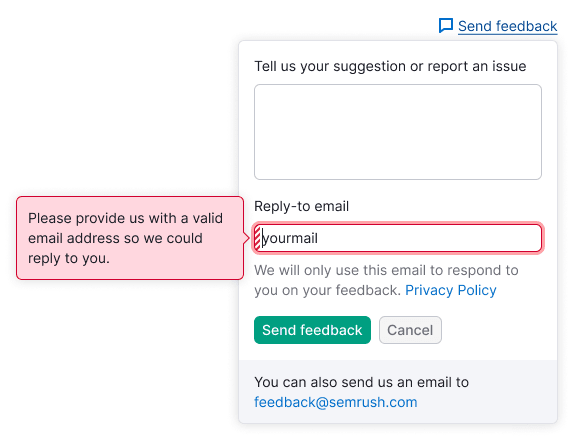 Send feedback
Tell us your suggestion or report an issue
Reply-to email
Please provide us with a valid
email address so we could
reply to you.
yourmail
We will only use this email to respond to
you on your feedback. Privacy Policy
Send feedback
Cancel
You can also send us an email to
feedback@semrush.com